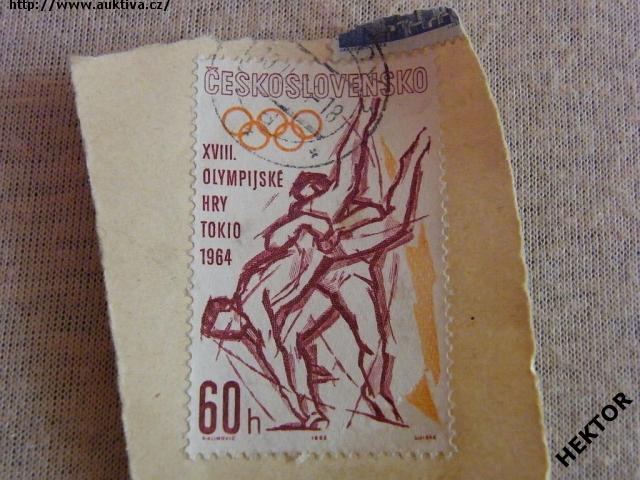 http://www.auktiva.cz/
ČESKOSLOVENSKO
XVIII.
OLYMPIJSKÉ
HRY
TOKIO
1964
60h
HEKTOR